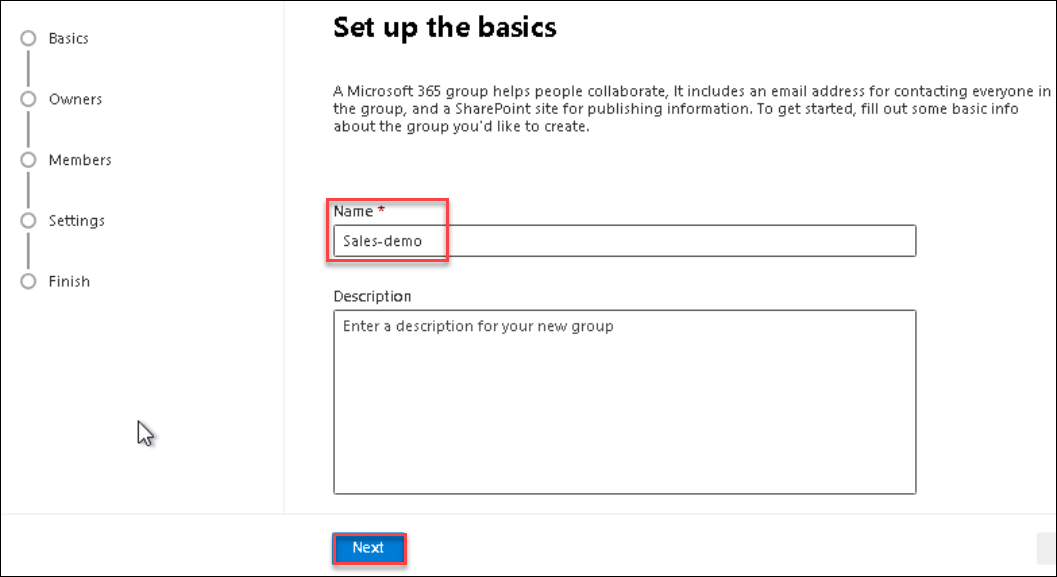 Basics
Owners
Members
Settings
Finish
Set up the basics
A Microsoft 365 group helps people collaborate, It includes an email address for contacting everyone in
the group, and a SharePoint site for publishing information. To get started, fill out some basic info
about the group you'd like to create.
Name *
Sales-demo
Description
Enter a description for your new group
Next